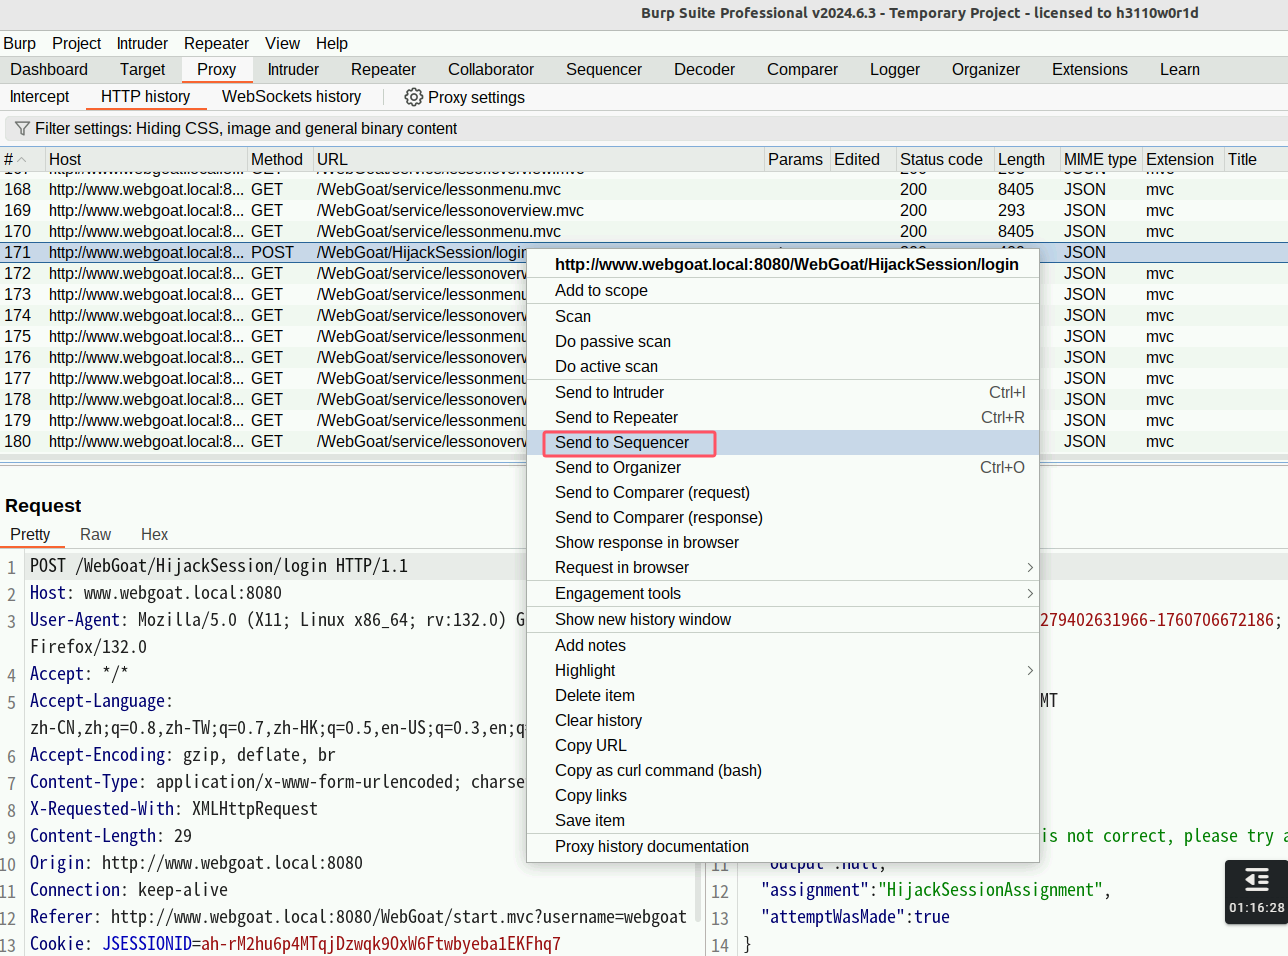 Burp Suite Professional v2024.6.3 - Temporary Project - licensed to h3110w0r1d
Burp Project Intruder Repeater View Help
Dashboard Target Proxy Intruder Repeater Collaborator Sequencer Decoder Comparer Logger Organizer Extensions Learn
Intercept HTTP history WebSockets history Proxy settings
Filter settings: Hiding CSS, image and general binary content
# Host Method URL Params Edited Status code Length MIME type Extension Title
168 http://www.webgoat.local:8... GET /WebGoat/service/lessonmenu.mvc 200 8405 JSON mvc
169 http://www.webgoat.local:8... GET /WebGoat/service/lessonoverview.mvc 200 293 JSON mvc
170 http://www.webgoat.local:8... GET /WebGoat/service/lessonmenu.mvc 200 8405 JSON mvc
171 http://www.webgoat.local:8... POST /WebGoat/HijackSession/login JSON
172 http://www.webgoat.local:8... GET /WebGoat/service/lessonoverv JSON mvc
173 http://www.webgoat.local:8... GET /WebGoat/service/lessonmenu JSON mvc
174 http://www.webgoat.local:8... GET /WebGoat/service/lessonoverv JSON mvc
175 http://www.webgoat.local:8... GET /WebGoat/service/lessonmenu JSON mvc
176 http://www.webgoat.local:8... GET /WebGoat/service/lessonoverv JSON mvc
177 http://www.webgoat.local:8... GET /WebGoat/service/lessonmenu JSON mvc
178 http://www.webgoat.local:8... GET /WebGoat/service/lessonoverv JSON mvc
179 http://www.webgoat.local:8... GET /WebGoat/service/lessonmenu JSON mvc
180 http://www.webgoat.local:8... GET /WebGoat/service/lessonoverv JSON mvc
http://www.webgoat.local:8080/WebGoat/HijackSession/login
Add to scope
Scan
Do passive scan
Do active scan
Send to Intruder Ctrl+I
Send to Repeater Ctrl+R
Send to Sequencer
Send to Organizer Ctrl+O
Send to Comparer (request)
Send to Comparer (response)
Show response in browser
Request in browser
Engagement tools
Show new history window
Add notes
Highlight
Delete item
Clear history
Copy URL
Copy as curl command (bash)
Copy links
Save item
Proxy history documentation
Request
Pretty Raw Hex
1 POST /WebGoat/HijackSession/login HTTP/1.1
2 Host: www.webgoat.local:8080
3 User-Agent: Mozilla/5.0 (X11; Linux x86_64; rv:132.0) G
Firefox/132.0
4 Accept: */*
5 Accept-Language:
zh-CN,zh;q=0.8,zh-TW;q=0.7,zh-HK;q=0.5,en-US;q=0.3,en;q=
6 Accept-Encoding: gzip, deflate, br
7 Content-Type: application/x-www-form-urlencoded; charse
8 X-Requested-With: XMLHttpRequest
9 Content-Length: 29
10 Origin: http://www.webgoat.local:8080
11 Connection: keep-alive
12 Referer: http://www.webgoat.local:8080/WebGoat/start.mvc?username=webgoat
13 Cookie: JSESSIONID=ah-rM2hu6p4MTqjDzwqk9OxW6Ftwbyeba1EKFhq7
279402631966-1760706672186;
MT
is not correct, please try a
11 "output":null,
12 "assignment":"HijackSessionAssignment",
13 "attemptWasMade":true
14 }
01:16:28